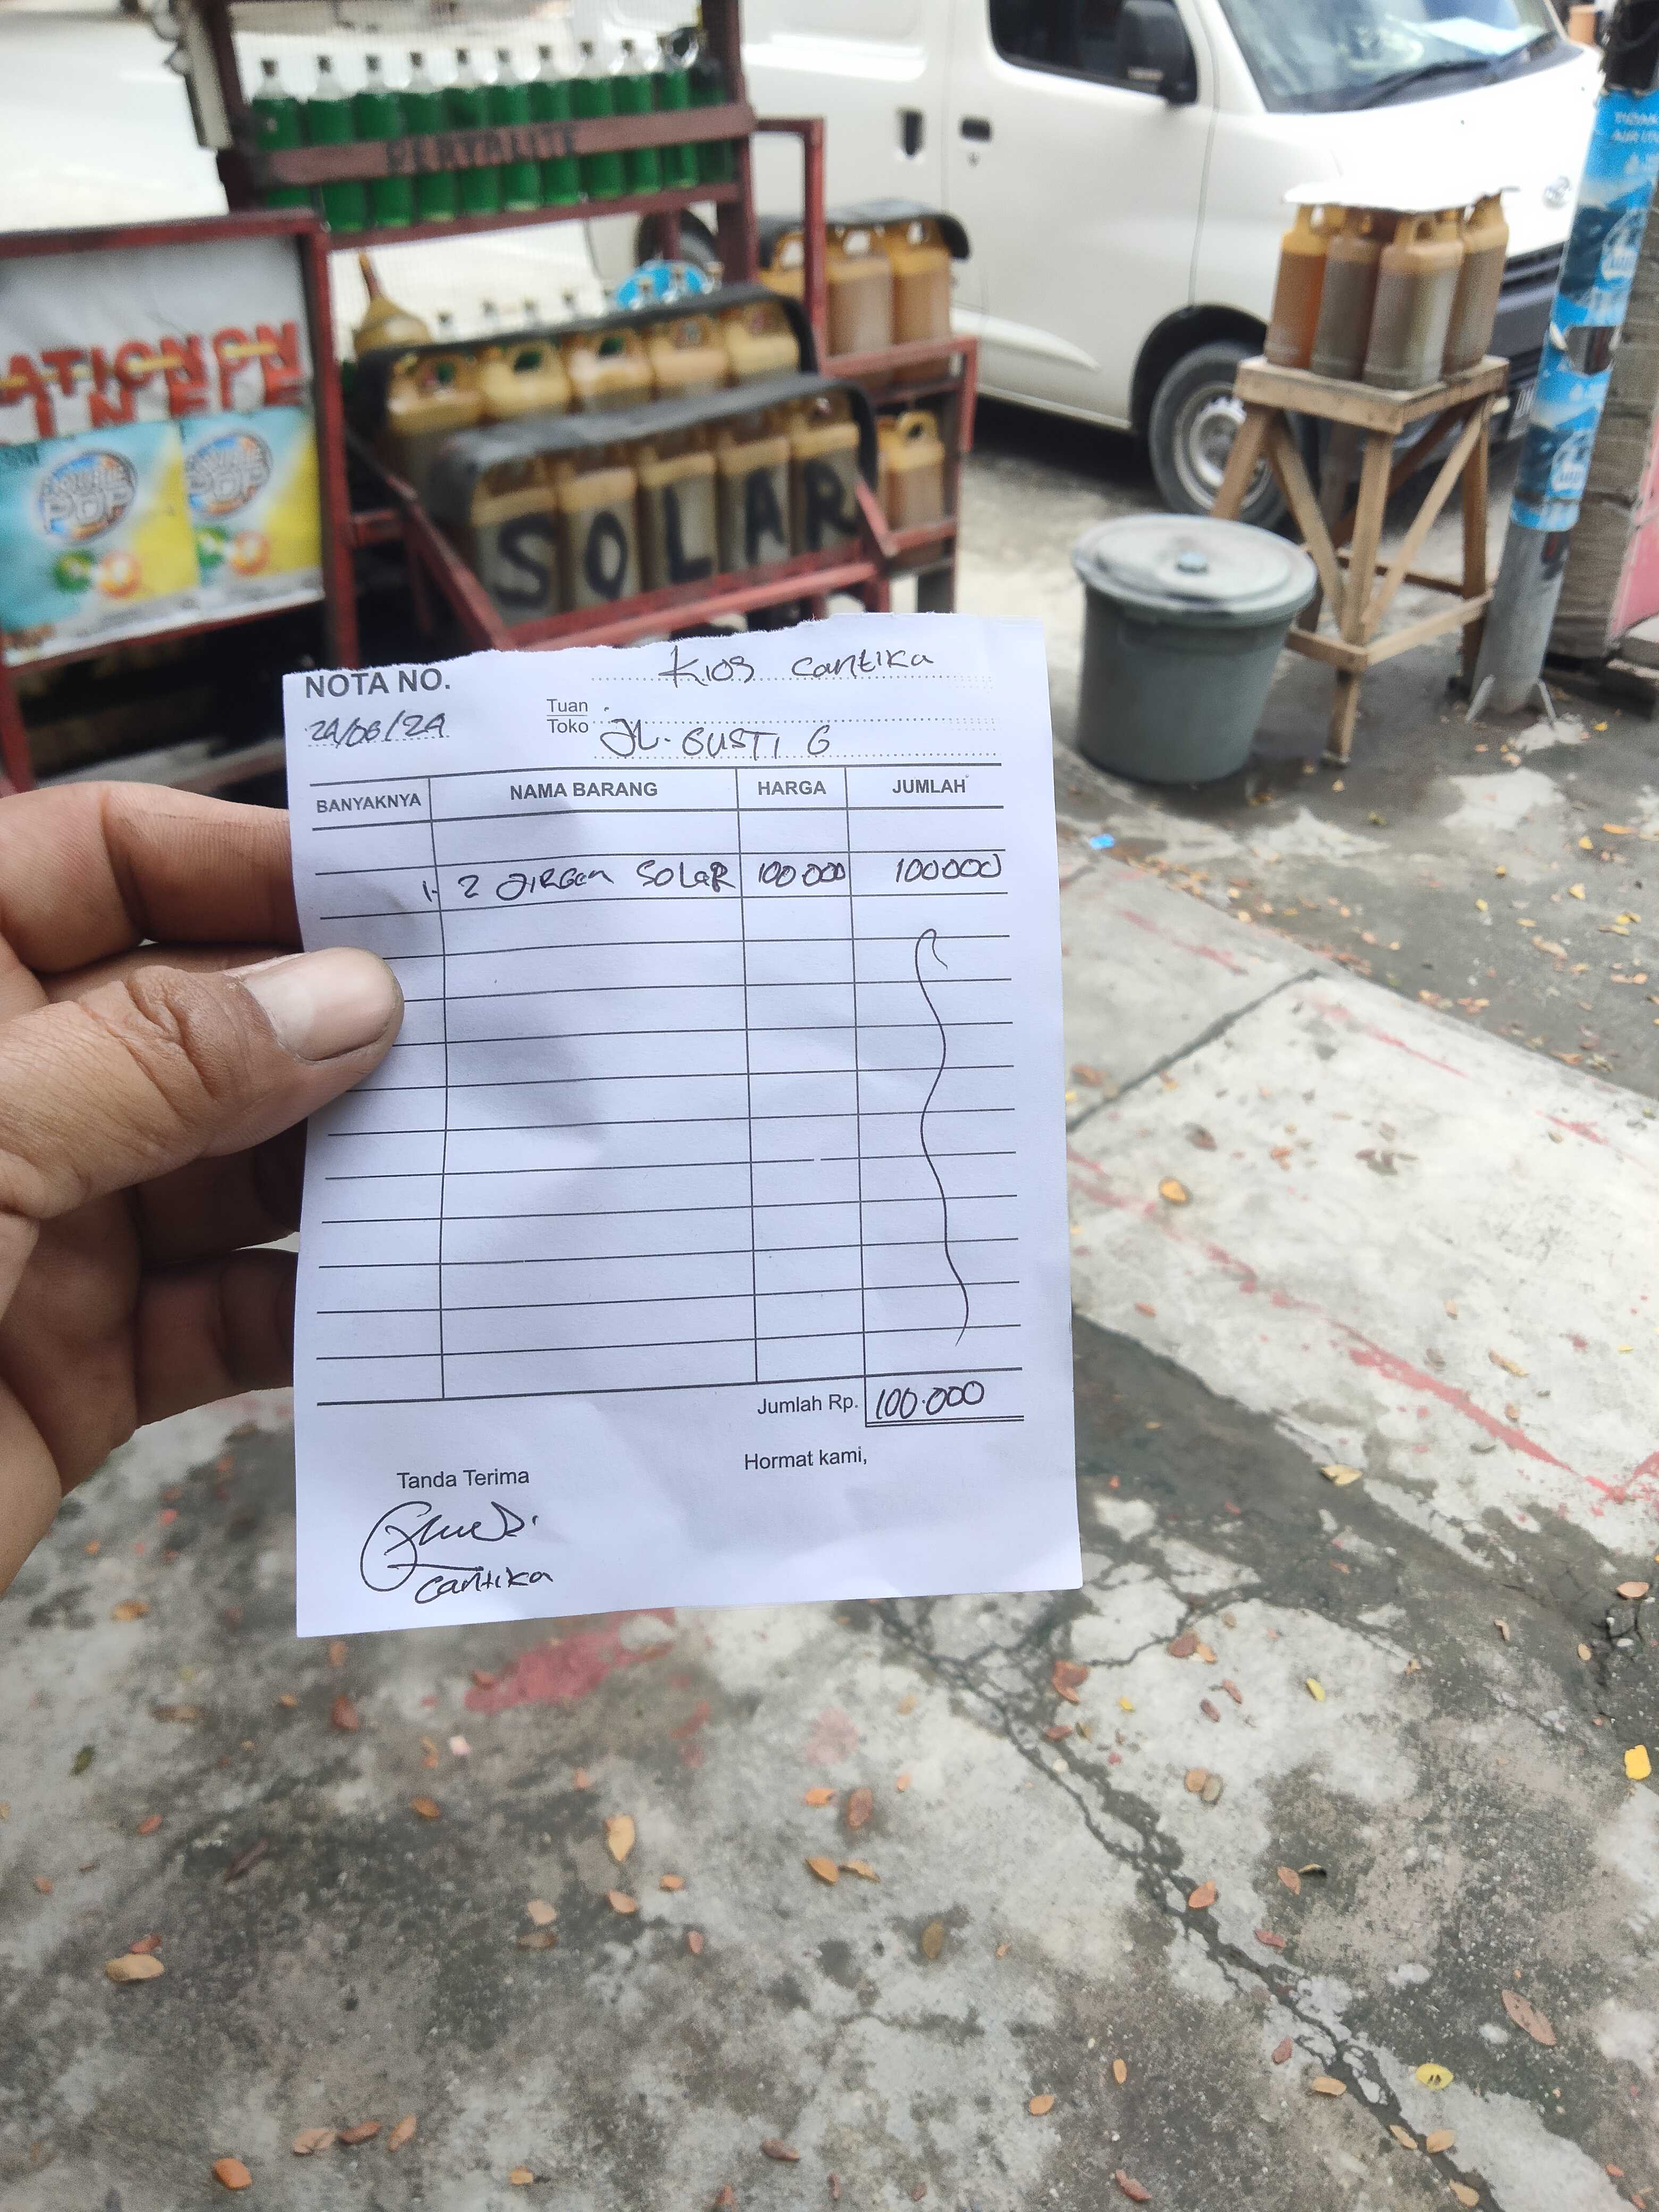 PERTALITE
SOLAR
NOTA NO.
Kios Cantika
24/06/24
Tuan
Toko
JL. GUSTI G
BANYAKNYA NAMA BARANG HARGA JUMLAH
1. 2 Jirgen Solar 100.000 100000
Jumlah Rp. 100.000
Tanda Terima
Hormat kami,
Cantika